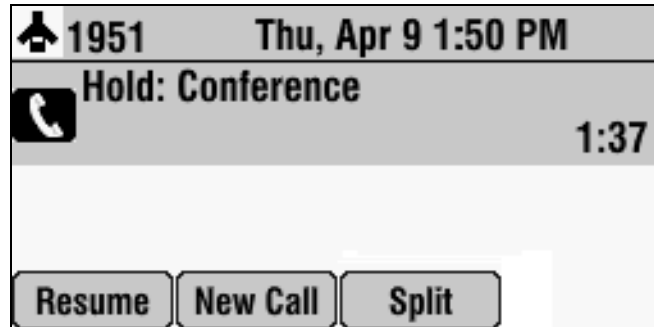 1951 Thu, Apr 9 1:50 PM
Hold: Conference
1:37
Resume New Call Split